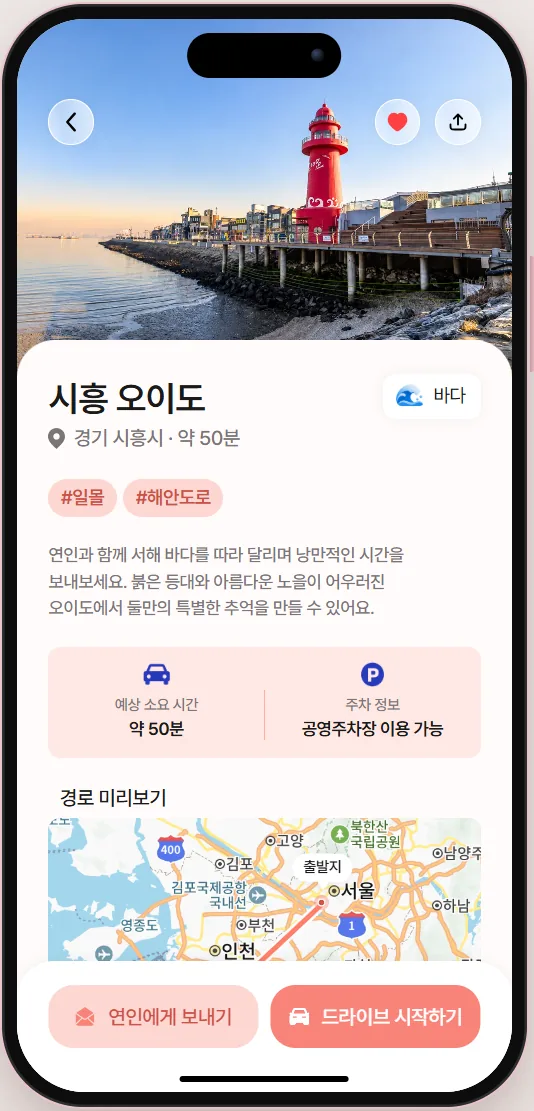 시흥 오이도
바다
경기 시흥시 · 약 50분
#일몰 #해안도로
연인과 함께 서해 바다를 따라 달리며 낭만적인 시간을
보내보세요. 붉은 등대와 아름다운 노을이 어우러진
오이도에서 둘만의 특별한 추억을 만들 수 있어요.
예상 소요 시간
약 50분
P
주차 정보
공영주차장 이용 가능
경로 미리보기
북한산
국립공원
400
고양
남양주
김포
출발지
김포국제공항
국내선
서울
하남
영종도
부천
1
인천
연인에게 보내기
드라이브 시작하기